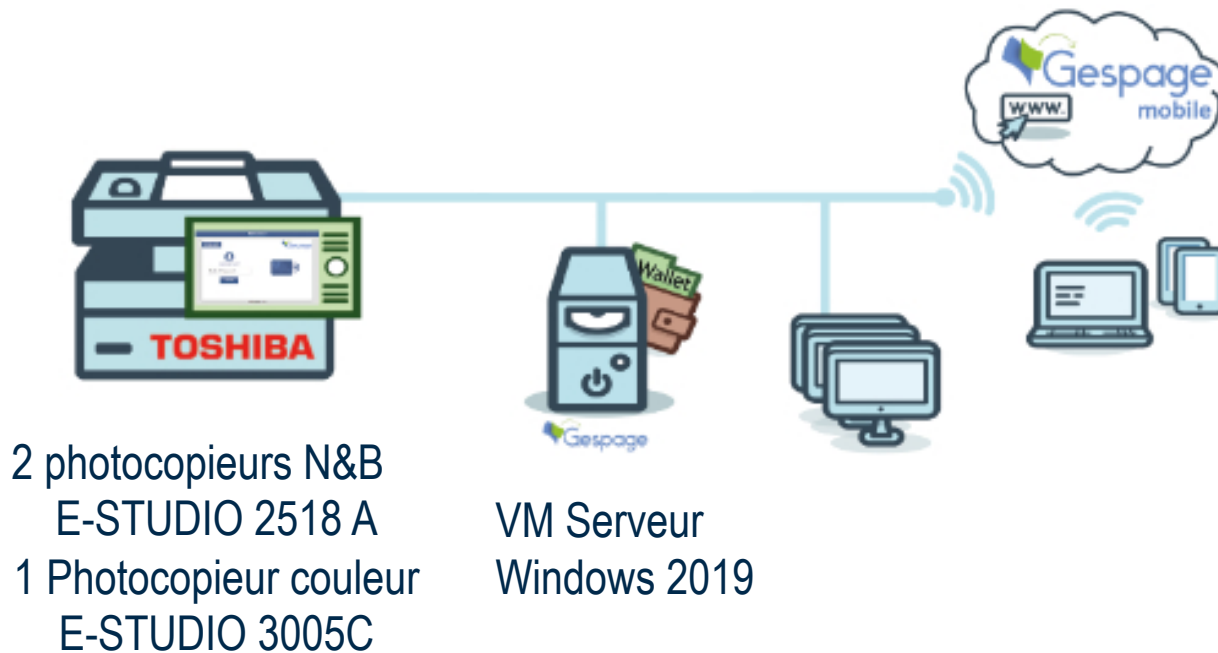 Gespage
mobile
www.
Wallet
TOSHIBA
Gespage
2 photocopieurs N&B
E-STUDIO 2518 A
1 Photocopieur couleur
E-STUDIO 3005C
VM Serveur
Windows 2019